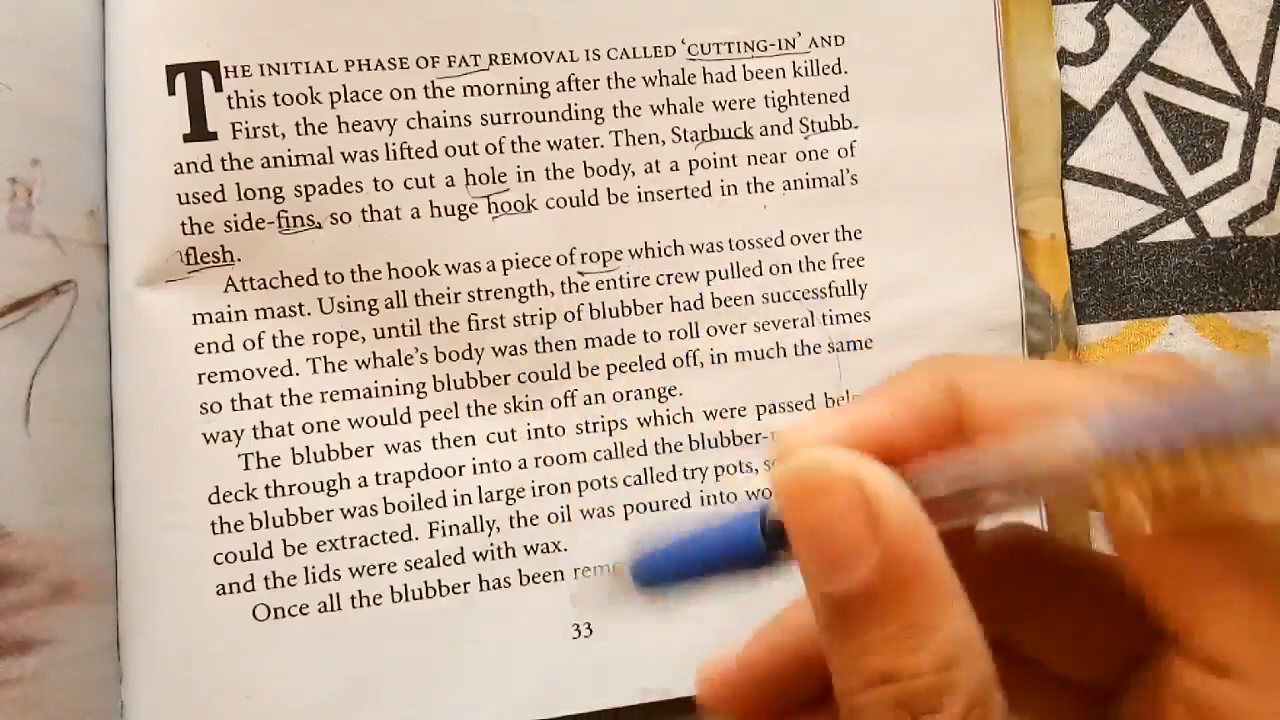 THE INITIAL PHASE OF FAT REMOVAL IS CALLED ‘CUTTING-IN’ AND
this took place on the morning after the whale had been killed.
First, the heavy chains surrounding the whale were tightened
and the animal was lifted out of the water. Then, Starbuck and Stubb
used long spades to cut a hole in the body, at a point near one of
the side-fins, so that a huge hook could be inserted in the animal’s
flesh.
Attached to the hook was a piece of rope which was tossed over the
main mast. Using all their strength, the entire crew pulled on the free
end of the rope, until the first strip of blubber had been successfully
removed. The whale’s body was then made to roll over several times
so that the remaining blubber could be peeled off, in much the same
way that one would peel the skin off an orange.
The blubber was then cut into strips which were passed
deck through a trapdoor into a room called the blubber-
the blubber was boiled in large iron pots called try pots,
could be extracted. Finally, the oil was poured into
and the lids were sealed with wax.
Once all the blubber has been
33